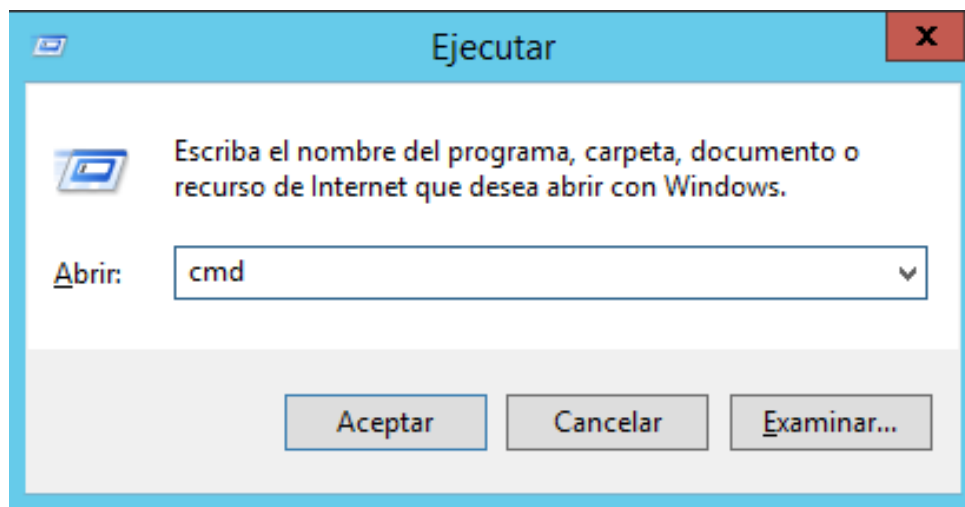 Ejecutar
x
Escriba el nombre del programa, carpeta, documento o
recurso de Internet que desea abrir con Windows.
Abrir: cmd
Aceptar Cancelar Examinar...